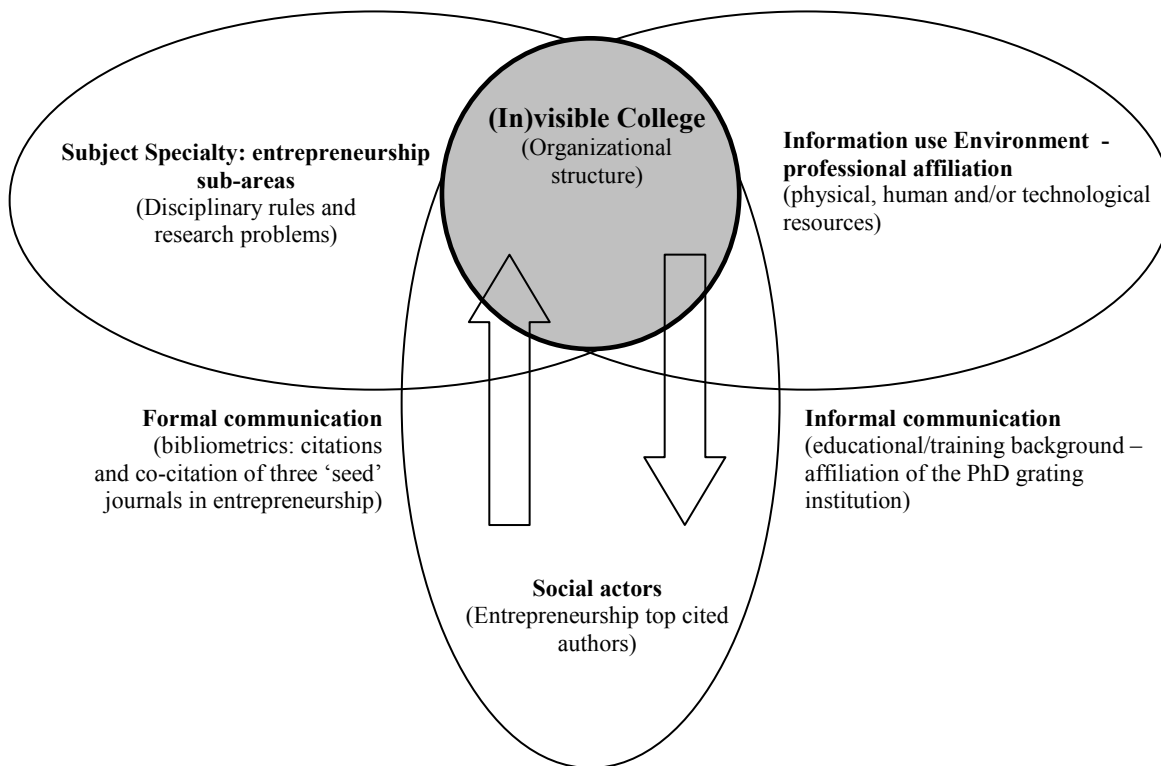 (In)visible College
(Organizational
structure)
Subject Specialty: entrepreneurship
sub-areas
(Disciplinary rules and
research problems)
Information use Environment -
professional affiliation
(physical, human and/or technological
resources)
Formal communication
(bibliometrics: citations
and co-citation of three ‘seed’
journals in entrepreneurship)
Informal communication
(educational/training background –
affiliation of the PhD grating
institution)
Social actors
(Entrepreneurship top cited
authors)